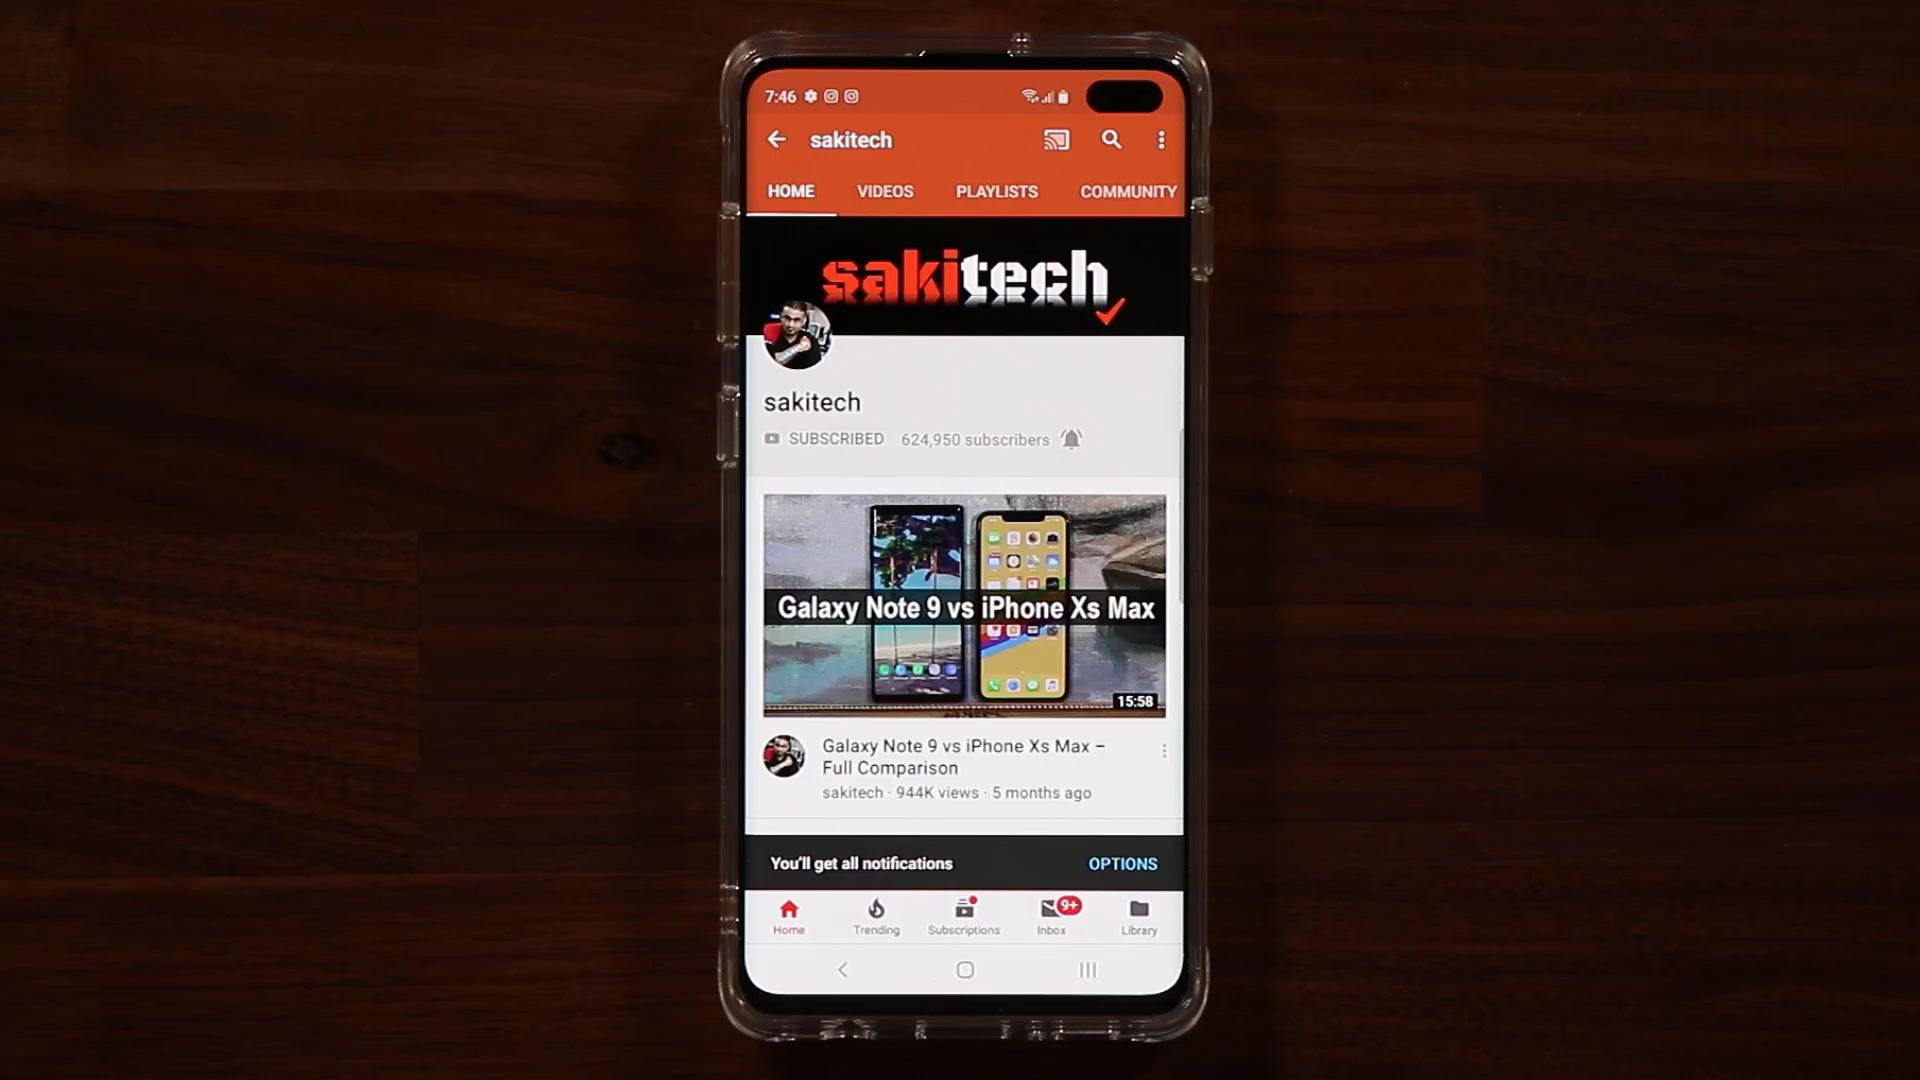 7:46
sakitech
HOME VIDEOS PLAYLISTS COMMUNITY
sakitech
sakitech
SUBSCRIBED 624,950 subscribers
Galaxy Note 9 vs iPhone Xs Max
15:58
Galaxy Note 9 vs iPhone Xs Max –
Full Comparison
sakitech · 944K views · 5 months ago
You'll get all notifications OPTIONS
9+
Home Trending Subscriptions Inbox Library